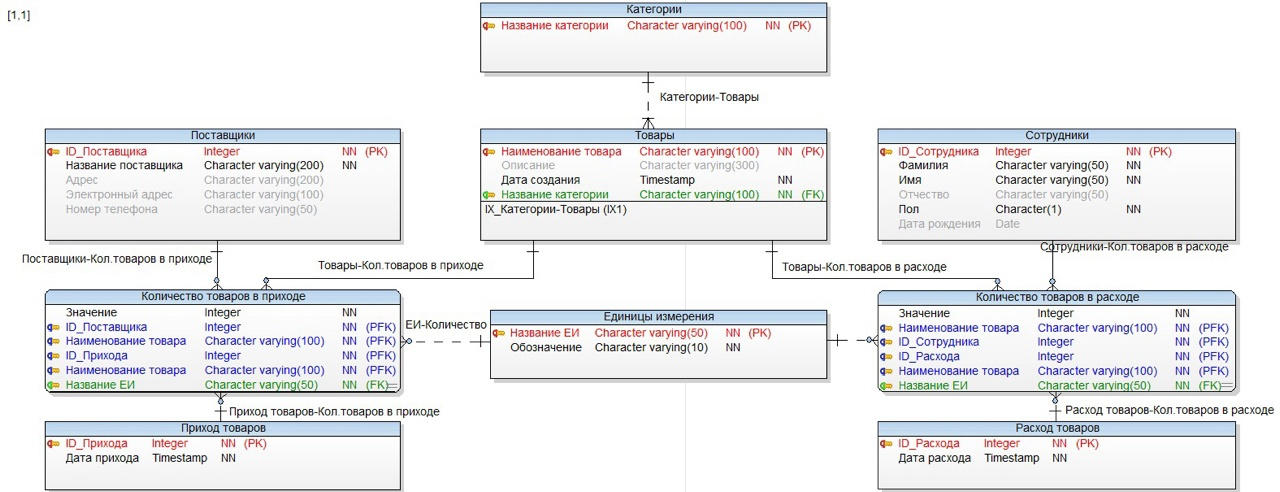 [1,1]
Категории
Название категории Character varying(100) NN (PK)
Категории-Товары
Поставщики
ID_Поставщика Integer NN (PK)
Название поставщика Character varying(200) NN
Адрес Character varying(200)
Электронный адрес Character varying(200)
Номер телефона Character varying(50)
Товары
Наименование товара Character varying(100) NN (PK)
Описание Character varying(300)
Дата создания Timestamp NN
Название категории Character varying(100) NN (FK)
IX_Категории-Товары (IX1)
Сотрудники
ID_Сотрудника Integer NN (PK)
Фамилия Character varying(50) NN
Имя Character varying(50) NN
Отчество Character varying(50)
Пол Character(1) NN
Дата рождения Date
Поставщики-Кол.товаров в приходе
Товары-Кол.товаров в приходе
Товары-Кол.товаров в расходе
Сотрудники-Кол.товаров в расходе
Количество товаров в приходе
Значение Integer NN
ID_Поставщика Integer NN (PFK)
Наименование товара Character varying(100) NN (PFK)
ID_Прихода Integer NN (PFK)
Наименование товара Character varying(100) NN (PFK)
Название ЕИ Character varying(50) NN (FK)
ЕИ-Количество
Единицы измерения
Название ЕИ Character varying(50) NN (PK)
Обозначение Character varying(10) NN
Количество товаров в расходе
Значение Integer NN
Наименование товара Character varying(100) NN (PFK)
ID_Сотрудника Integer NN (PFK)
ID_Расхода Integer NN (PFK)
Наименование товара Character varying(100) NN (PFK)
Название ЕИ Character varying(50) NN (FK)
Приход товаров-Кол.товаров в приходе
Приход товаров
ID_Прихода Integer NN (PK)
Дата прихода Timestamp NN
Расход товаров-Кол.товаров в расходе
Расход товаров
ID_Расхода Integer NN (PK)
Дата расхода Timestamp NN